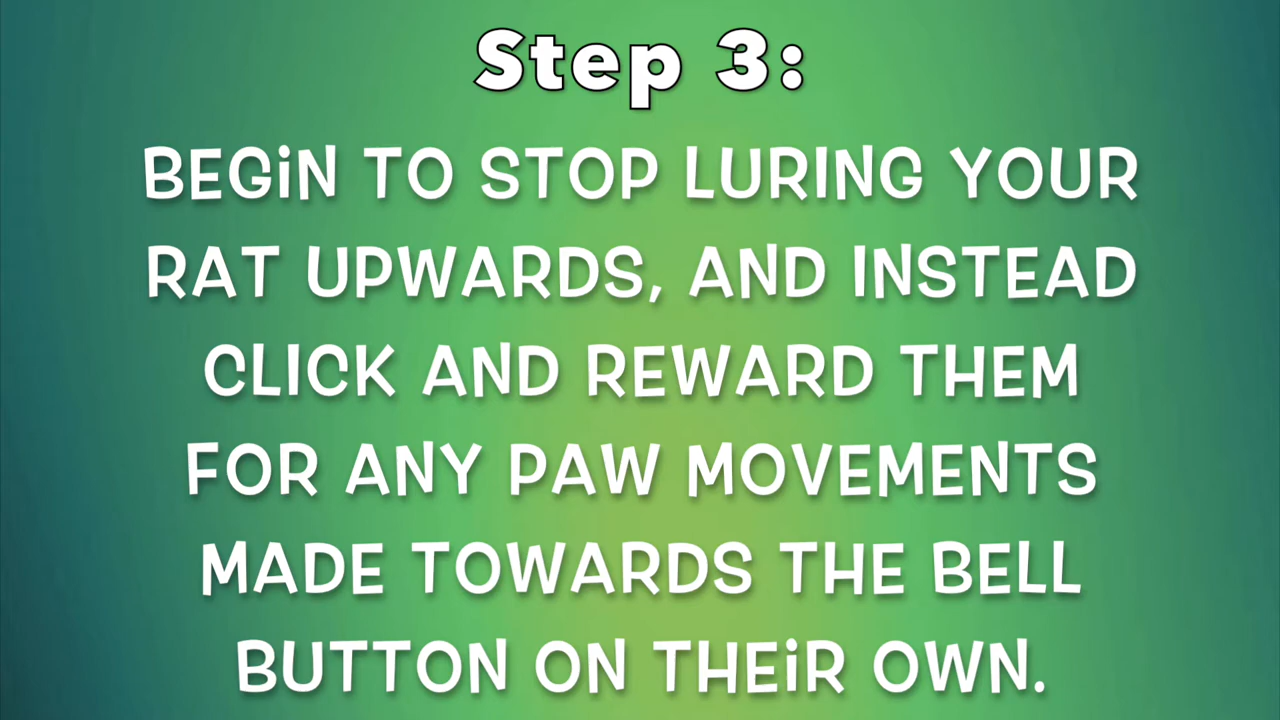 Step 3:
BEGiN TO STOP LURING YOUR
RAT UPWARDS, AND INSTEAD
CLICK AND REWARD THEM
FOR ANY PAW MOVEMENTS
MADE TOWARDS THE BELL
BUTTON ON THEiR OWN.